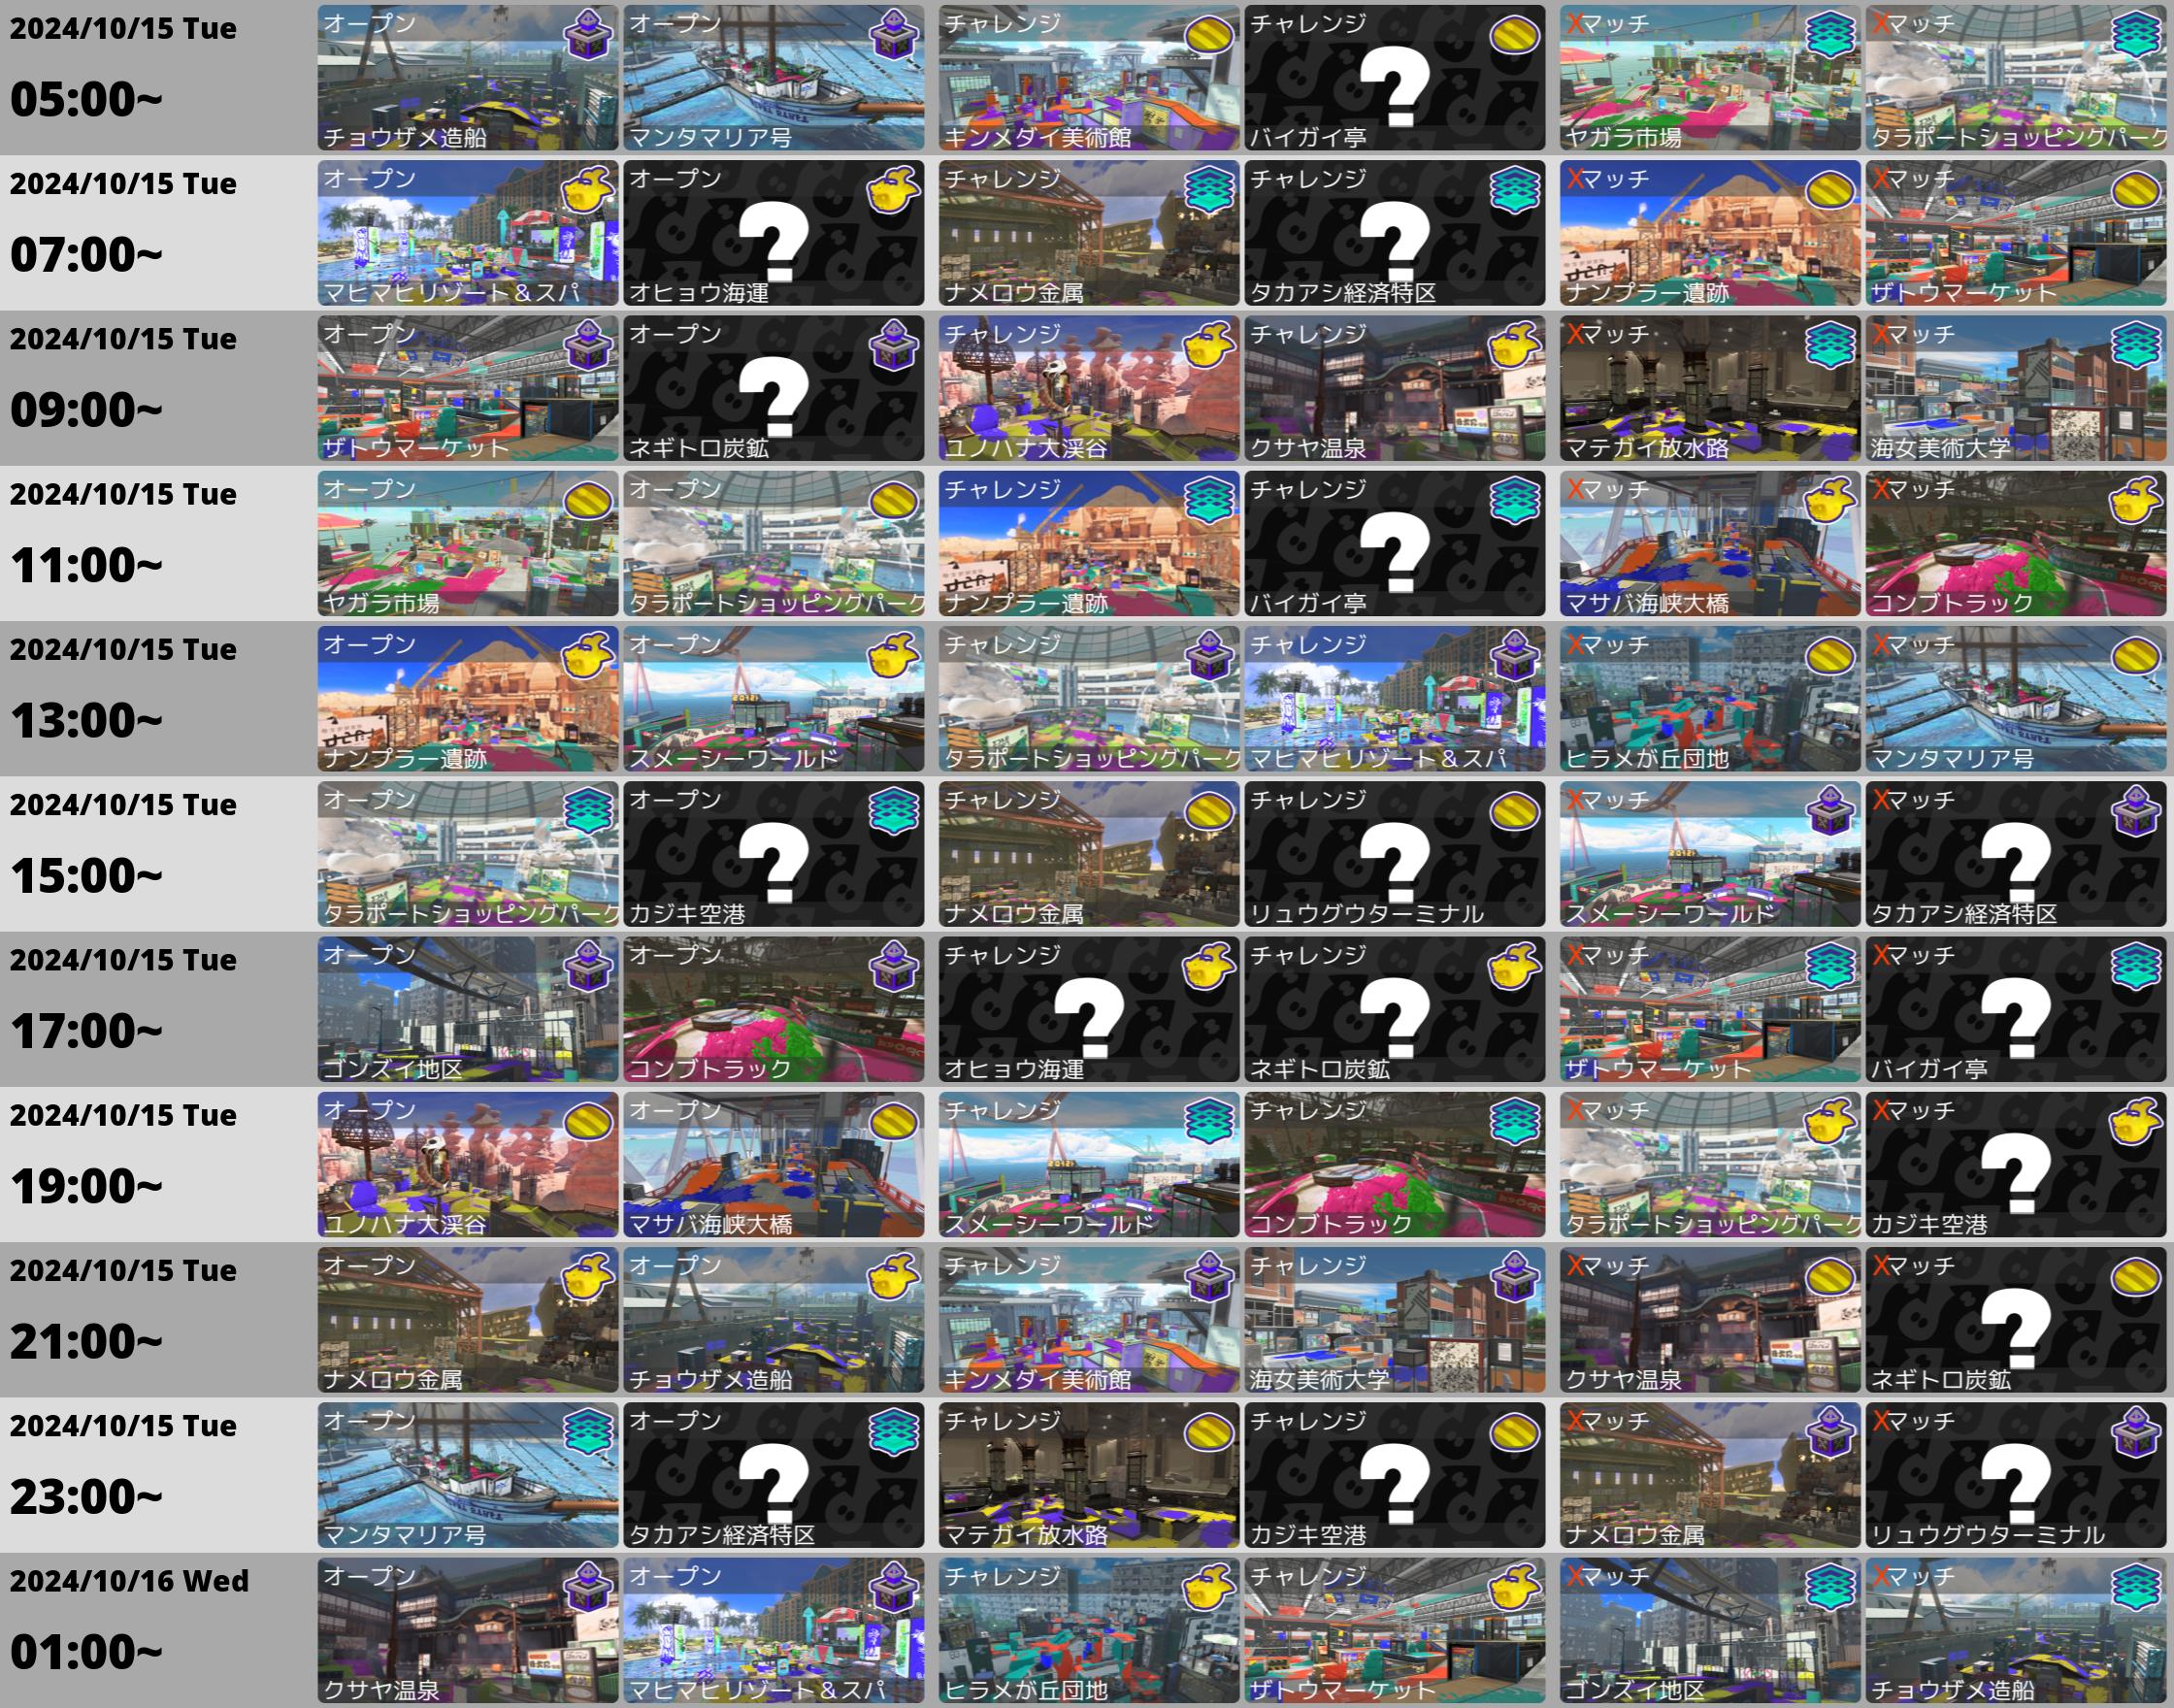 2024/10/15 Tue
05:00~
オープン
チョウザメ造船
オープン
マンタマリア号
チャレンジ
キンメダイ美術館
チャレンジ
バイガイ亭
Xマッチ
ヤガラ市場
Xマッチ
タラポートショッピングパーク
2024/10/15 Tue
07:00~
オープン
マヒマヒリゾート＆スパ
オープン
オヒョウ海運
チャレンジ
ナメロウ金属
チャレンジ
タカアシ経済特区
Xマッチ
ナンプラー遺跡
Xマッチ
ザトウマーケット
2024/10/15 Tue
09:00~
オープン
ザトウマーケット
オープン
ネギトロ炭鉱
チャレンジ
ユノハナ大渓谷
チャレンジ
クサヤ温泉
Xマッチ
マテガイ放水路
Xマッチ
海女美術大学
2024/10/15 Tue
11:00~
オープン
ヤガラ市場
オープン
タラポートショッピングパーク
チャレンジ
ナンプラー遺跡
チャレンジ
バイガイ亭
Xマッチ
マサバ海峡大橋
Xマッチ
コンブトラック
2024/10/15 Tue
13:00~
オープン
ナンプラー遺跡
オープン
スメーシーワールド
チャレンジ
タラポートショッピングパーク
チャレンジ
マヒマヒリゾート＆スパ
Xマッチ
ヒラメが丘団地
Xマッチ
マンタマリア号
2024/10/15 Tue
15:00~
オープン
タラポートショッピングパーク
オープン
カジキ空港
チャレンジ
ナメロウ金属
チャレンジ
リュウグウターミナル
Xマッチ
スメーシーワールド
Xマッチ
タカアシ経済特区
2024/10/15 Tue
17:00~
オープン
ゴンズイ地区
オープン
コンブトラック
チャレンジ
オヒョウ海運
チャレンジ
ネギトロ炭鉱
Xマッチ
ザトウマーケット
Xマッチ
バイガイ亭
2024/10/15 Tue
19:00~
オープン
ユノハナ大渓谷
オープン
マサバ海峡大橋
チャレンジ
スメーシーワールド
チャレンジ
コンブトラック
Xマッチ
タラポートショッピングパーク
Xマッチ
カジキ空港
2024/10/15 Tue
21:00~
オープン
ナメロウ金属
オープン
チョウザメ造船
チャレンジ
キンメダイ美術館
チャレンジ
海女美術大学
Xマッチ
クサヤ温泉
Xマッチ
ネギトロ炭鉱
2024/10/15 Tue
23:00~
オープン
マンタマリア号
オープン
タカアシ経済特区
チャレンジ
マテガイ放水路
チャレンジ
カジキ空港
Xマッチ
ナメロウ金属
Xマッチ
リュウグウターミナル
2024/10/16 Wed
01:00~
オープン
クサヤ温泉
オープン
マヒマヒリゾート＆スパ
チャレンジ
ヒラメが丘団地
チャレンジ
ザトウマーケット
Xマッチ
ゴンズイ地区
Xマッチ
チョウザメ造船